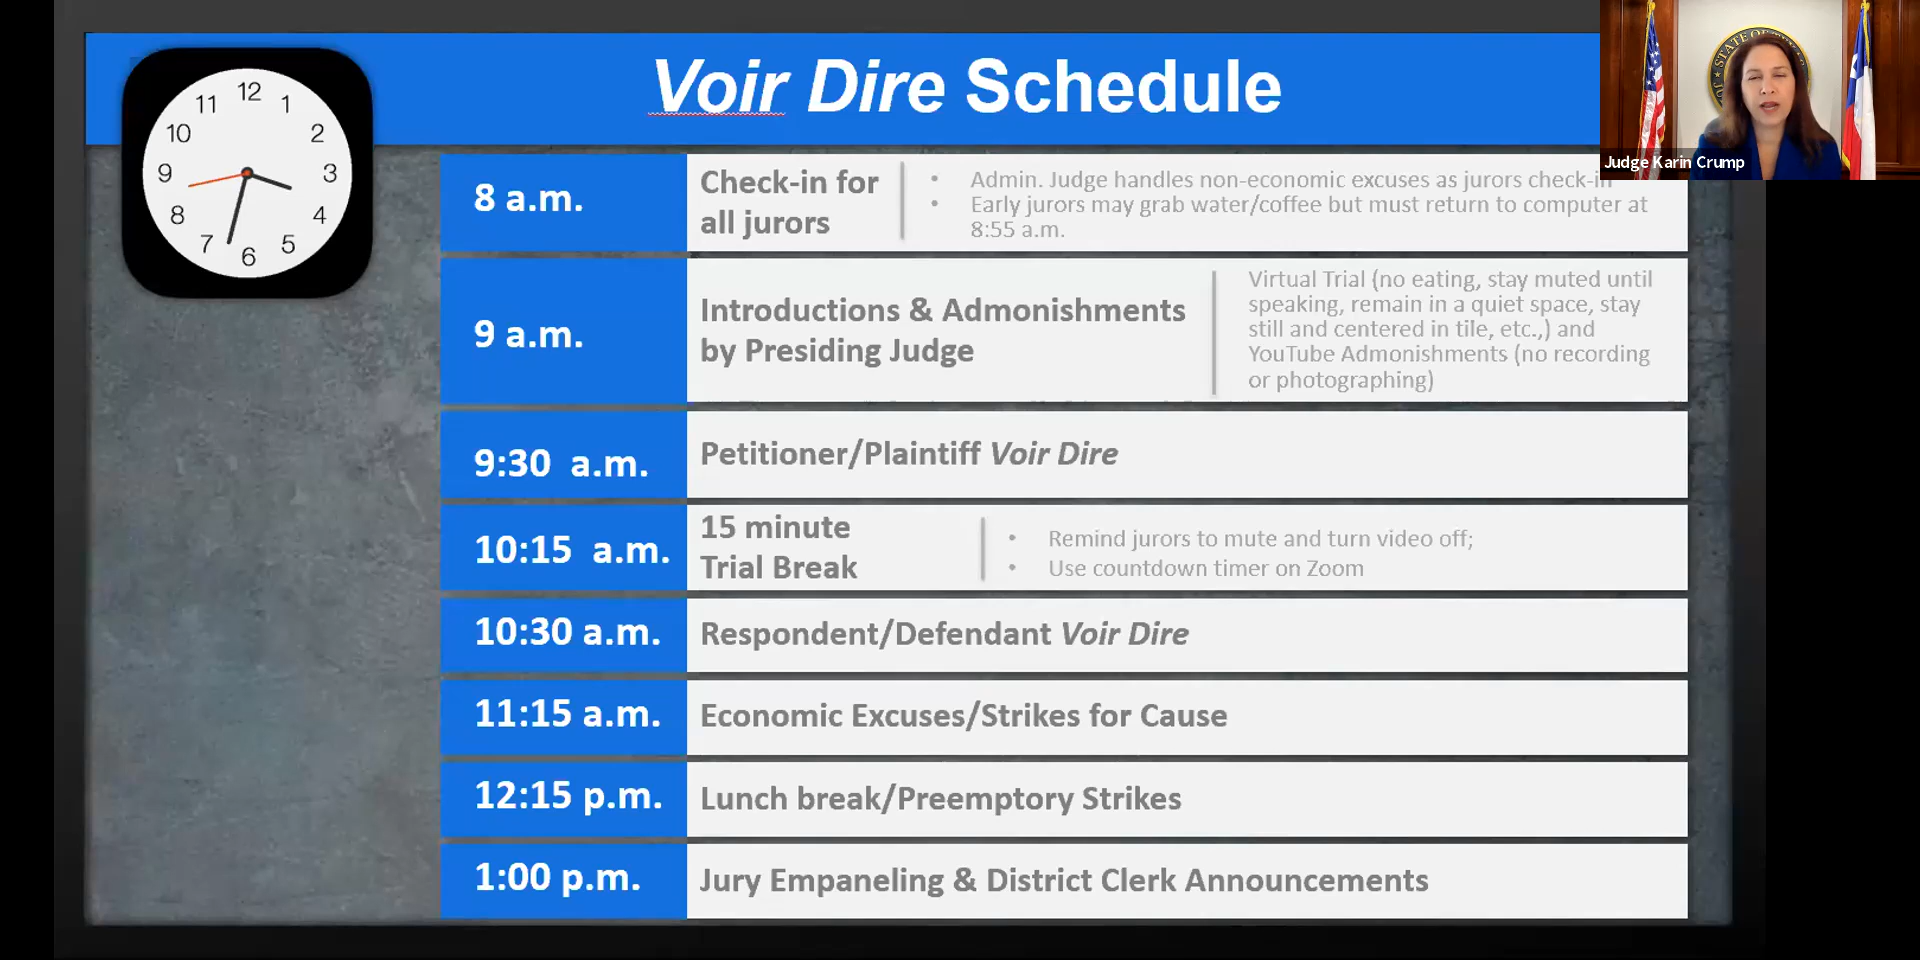 Voir Dire Schedule
12
11
1
10
2
9
3
8
4
7
5
6
STATE OF
Judge Karin Crump
8 a.m.
Check-in for
all jurors
• Admin. Judge handles non-economic excuses as jurors check-in
• Early jurors may grab water/coffee but must return to computer at
8:55 a.m.
9 a.m.
Introductions & Admonishments
by Presiding Judge
Virtual Trial (no eating, stay muted until
speaking, remain in a quiet space, stay
still and centered in tile, etc.,) and
YouTube Admonishments (no recording
or photographing)
9:30 a.m.
Petitioner/Plaintiff Voir Dire
10:15 a.m.
15 minute
Trial Break
• Remind jurors to mute and turn video off;
• Use countdown timer on Zoom
10:30 a.m.
Respondent/Defendant Voir Dire
11:15 a.m.
Economic Excuses/Strikes for Cause
12:15 p.m.
Lunch break/Preemptory Strikes
1:00 p.m.
Jury Empaneling & District Clerk Announcements